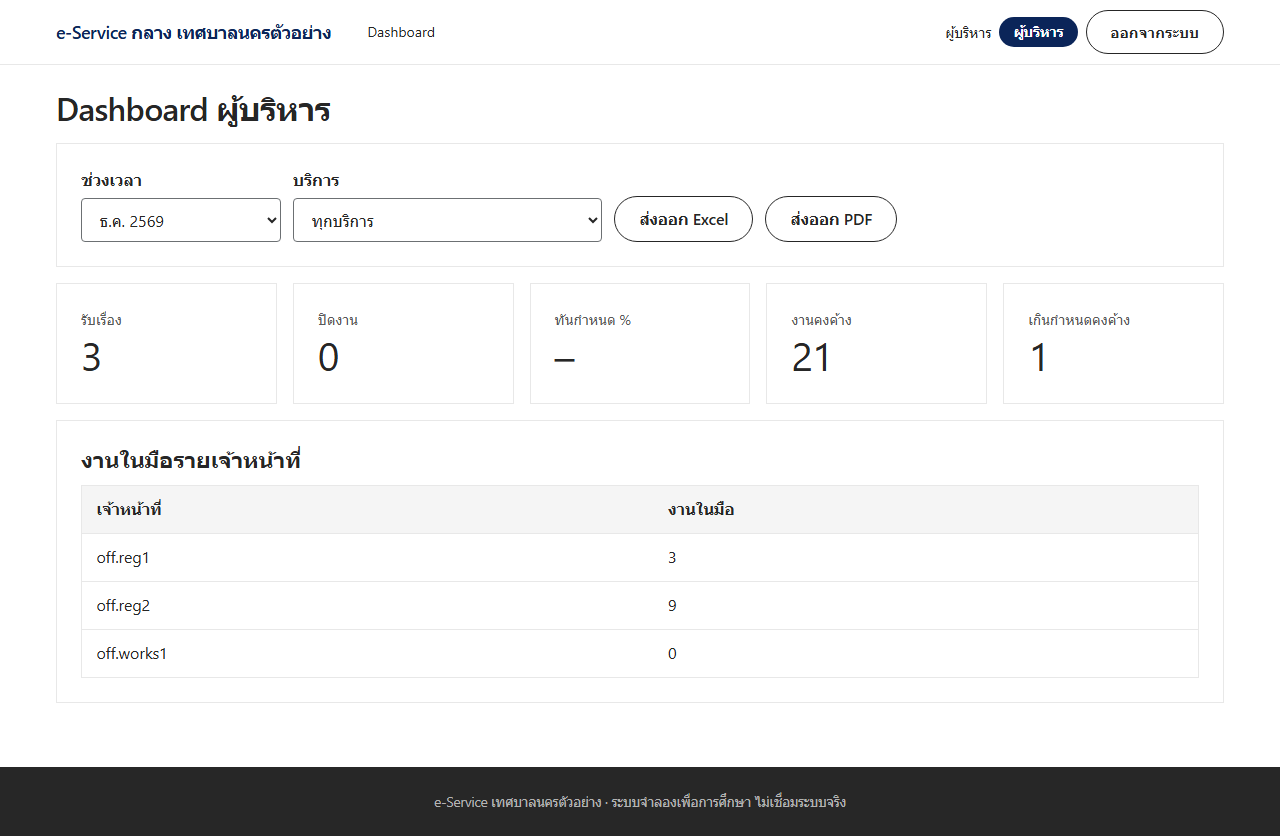 e-Service กลาง เทศบาลนครตัวอย่าง Dashboard ผู้บริหาร ผู้บริหาร ออกจากระบบ
Dashboard ผู้บริหาร
ช่วงเวลา บริการ
ธ.ค. 2569 ทุกบริการ ส่งออก Excel ส่งออก PDF
รับเรื่อง ปิดงาน ทันกำหนด % งานคงค้าง เกินกำหนดคงค้าง
3 0 – 21 1
งานในมือรายเจ้าหน้าที่
เจ้าหน้าที่ งานในมือ
off.reg1 3
off.reg2 9
off.works1 0
e-Service เทศบาลนครตัวอย่าง · ระบบจำลองเพื่อการศึกษา ไม่เชื่อมระบบจริง